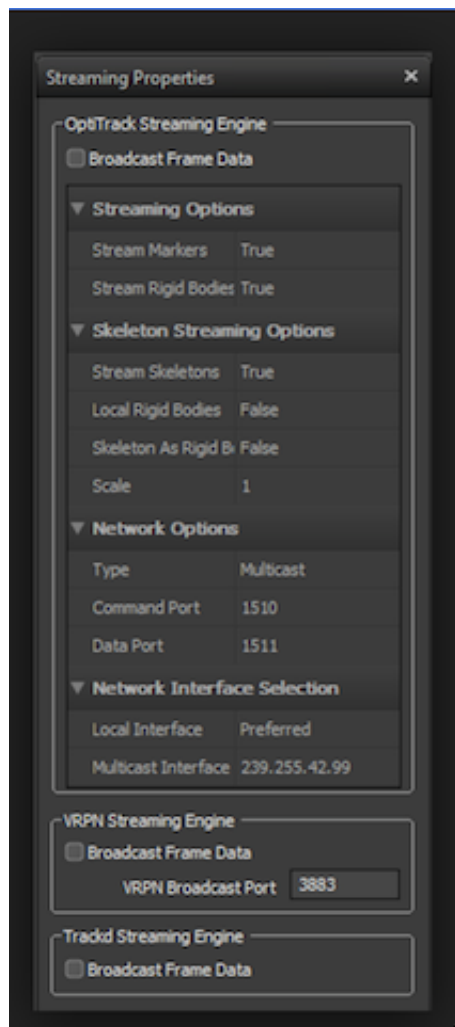 Streaming Properties
OptiTrack Streaming Engine
Broadcast Frame Data
Streaming Options
Stream Markers True
Stream Rigid Bodies True
Skeleton Streaming Options
Stream Skeletons True
Local Rigid Bodies False
Skeleton As Rigid B False
Scale 1
Network Options
Type Multicast
Command Port 1510
Data Port 1511
Network Interface Selection
Local Interface Preferred
Multicast Interface 239.255.42.99
VRPN Streaming Engine
Broadcast Frame Data
VRPN Broadcast Port 3883
Trackd Streaming Engine
Broadcast Frame Data